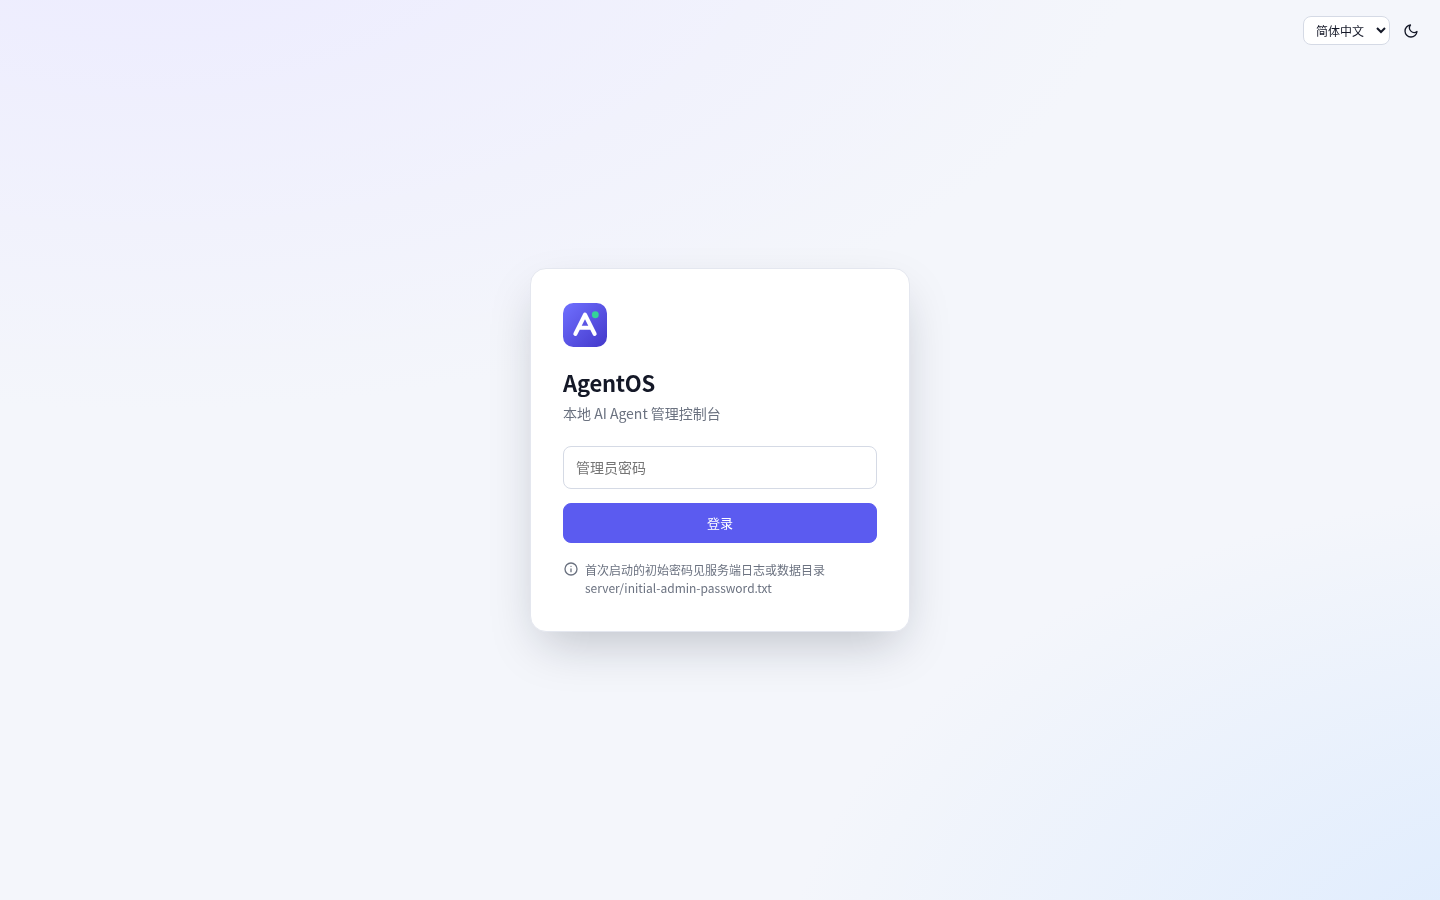 简体中文
AgentOS
本地 AI Agent 管理控制台
管理员密码
登录
首次启动的初始密码见服务端日志或数据目录
server/initial-admin-password.txt